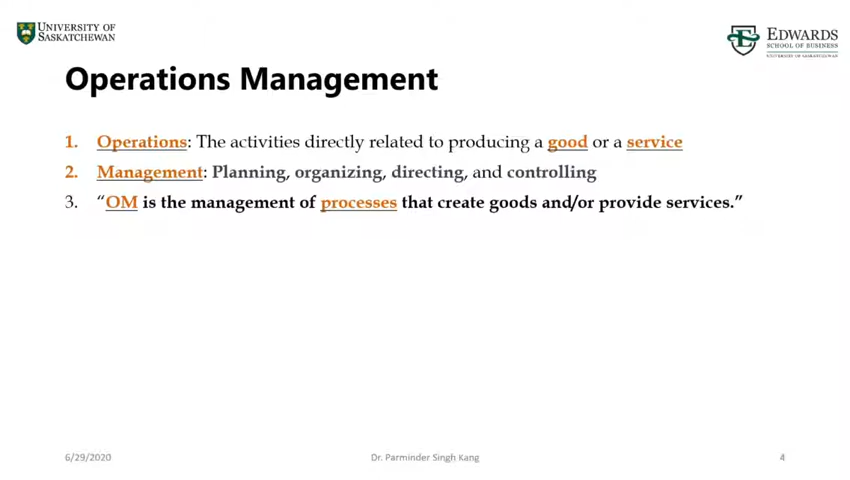 UNIVERSITY OF
SASKATCHEWAN
EDWARDS
SCHOOL OF BUSINESS
UNIVERSITY OF SASKATCHEWAN
Operations Management
1. Operations: The activities directly related to producing a good or a service
2. Management: Planning, organizing, directing, and controlling
3. “OM is the management of processes that create goods and/or provide services.”
6/29/2020
Dr. Parminder Singh Kang
4